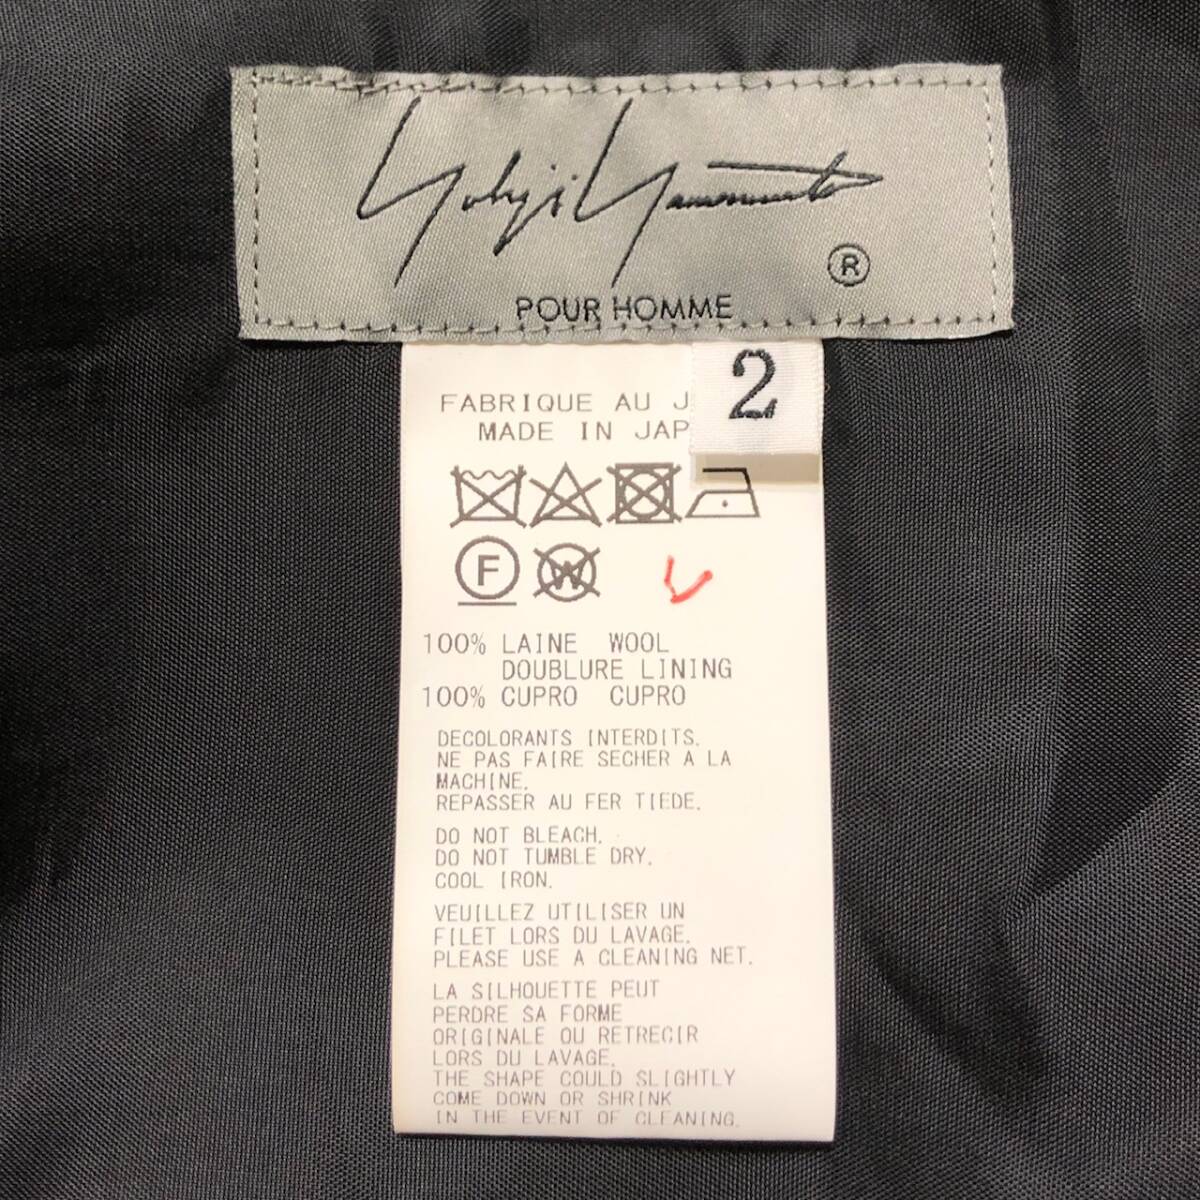 Yohji Yamamoto
®
POUR HOMME
2
FABRIQUE AU J
MADE IN JAP
F W
100% LAINE WOOL
DOUBLURE LINING
100% CUPRO CUPRO
DECOLORANTS INTERDITS.
NE PAS FAIRE SECHER A LA
MACHINE.
REPASSER AU FER TIEDE.
DO NOT BLEACH.
DO NOT TUMBLE DRY.
COOL IRON.
VEUILLEZ UTILISER UN
FILET LORS DU LAVAGE.
PLEASE USE A CLEANING NET.
LA SILHOUETTE PEUT
PERDRE SA FORME
ORIGINALE OU RETRECIR
LORS DU LAVAGE.
THE SHAPE COULD SLIGHTLY
COME DOWN OR SHRINK
IN THE EVENT OF CLEANING.